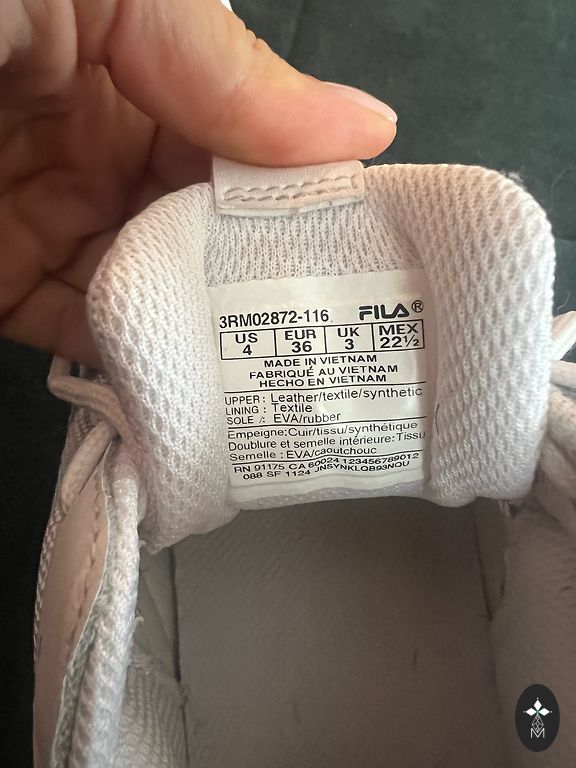 3RM02872-116 FILA®
US EUR UK MEX
4 36 3 22½
MADE IN VIETNAM
FABRIQUÉ AU VIETNAM
HECHO EN VIETNAM
UPPER: Leather/textile/synthetic
LINING: Textile
SOLE: EVA/rubber
Empeigne:Cuir/tissu/synthétique
Doublure et semelle intérieure:Tissu
Semelle: EVA/caoutchouc
RN 91175 CA 60024 123456789012
088 SF 1124 JNSYNKLQB93NQU
M